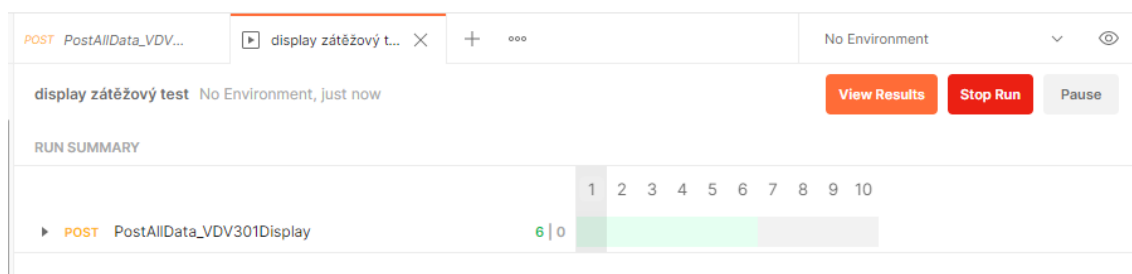 POST PostAllData_VDV... display zátěžový t... No Environment
display zátěžový test No Environment, just now View Results Stop Run Pause
RUN SUMMARY
1 2 3 4 5 6 7 8 9 10
POST PostAllData_VDV301Display 6 | 0